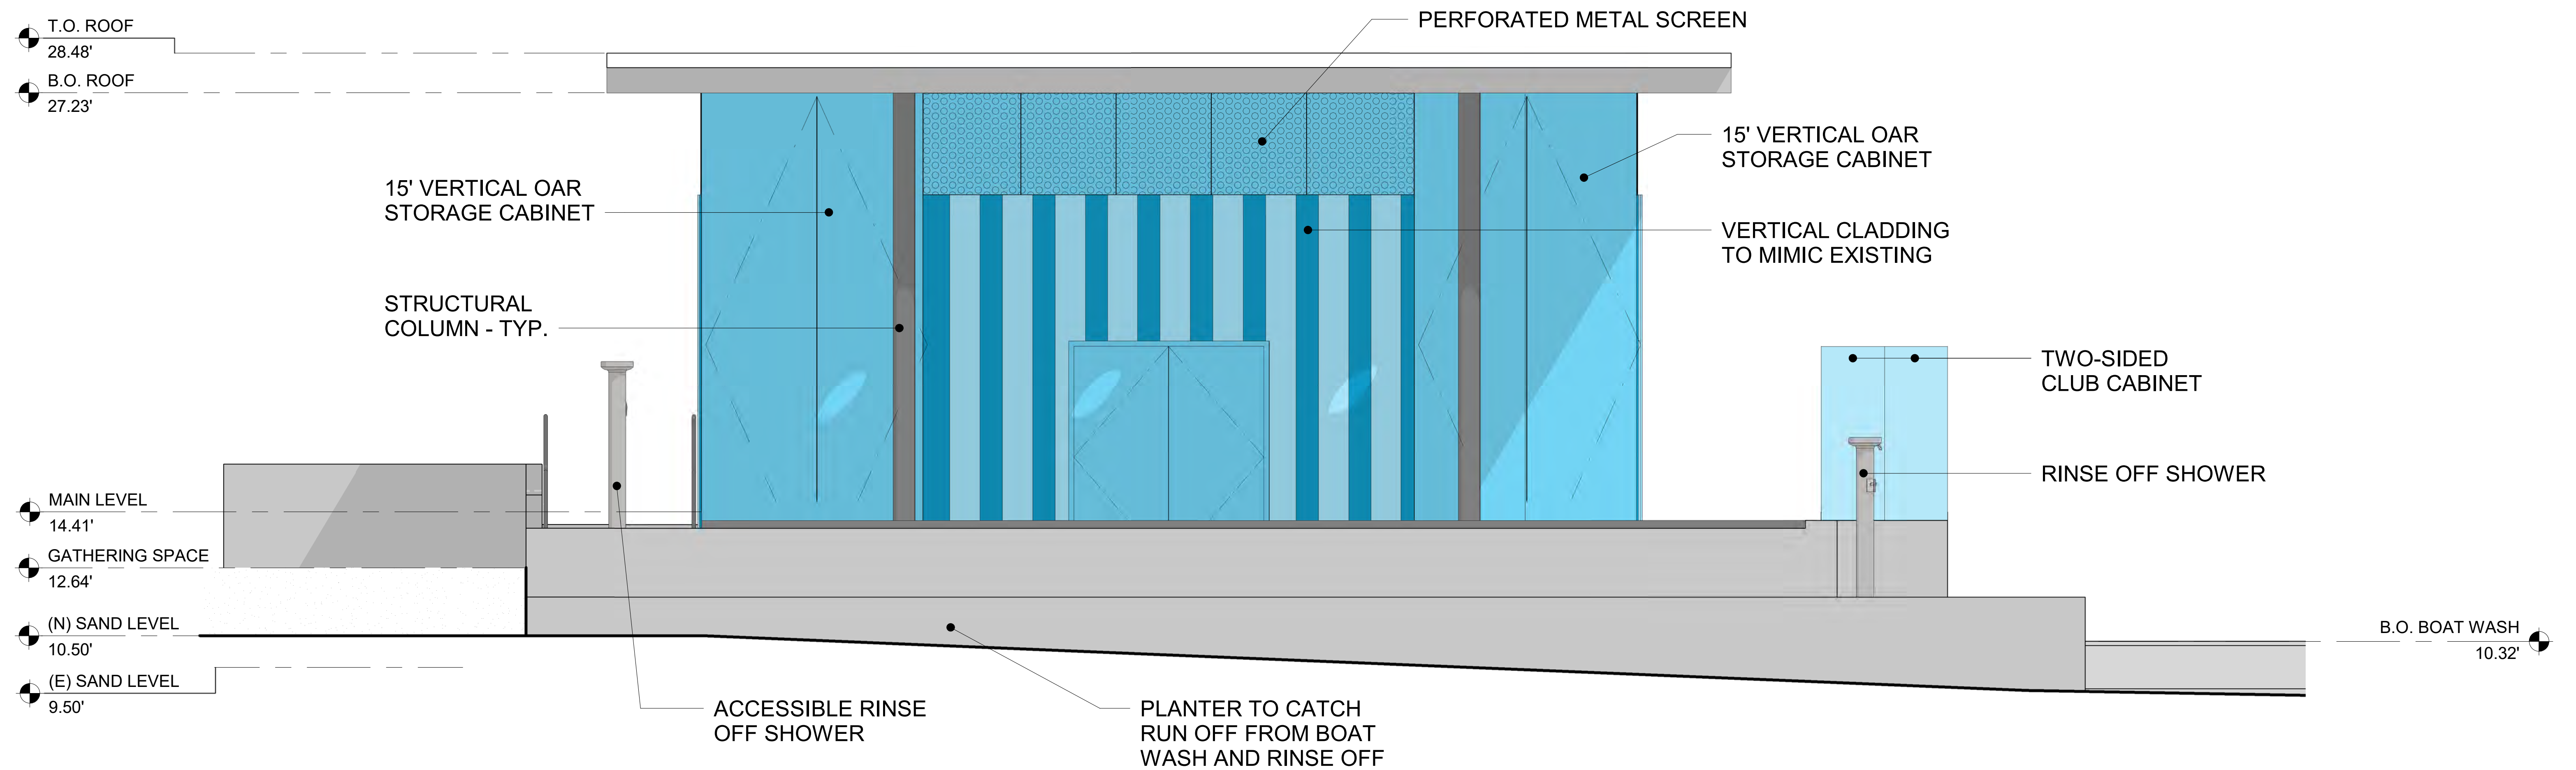 T.O. ROOF
28.48'
B.O. ROOF
27.23'
PERFORATED METAL SCREEN
15' VERTICAL OAR
STORAGE CABINET
15' VERTICAL OAR
STORAGE CABINET
VERTICAL CLADDING
TO MIMIC EXISTING
STRUCTURAL
COLUMN - TYP.
TWO-SIDED
CLUB CABINET
RINSE OFF SHOWER
MAIN LEVEL
14.41'
GATHERING SPACE
12.64'
(N) SAND LEVEL
10.50'
(E) SAND LEVEL
9.50'
B.O. BOAT WASH
10.32'
ACCESSIBLE RINSE
OFF SHOWER
PLANTER TO CATCH
RUN OFF FROM BOAT
WASH AND RINSE OFF